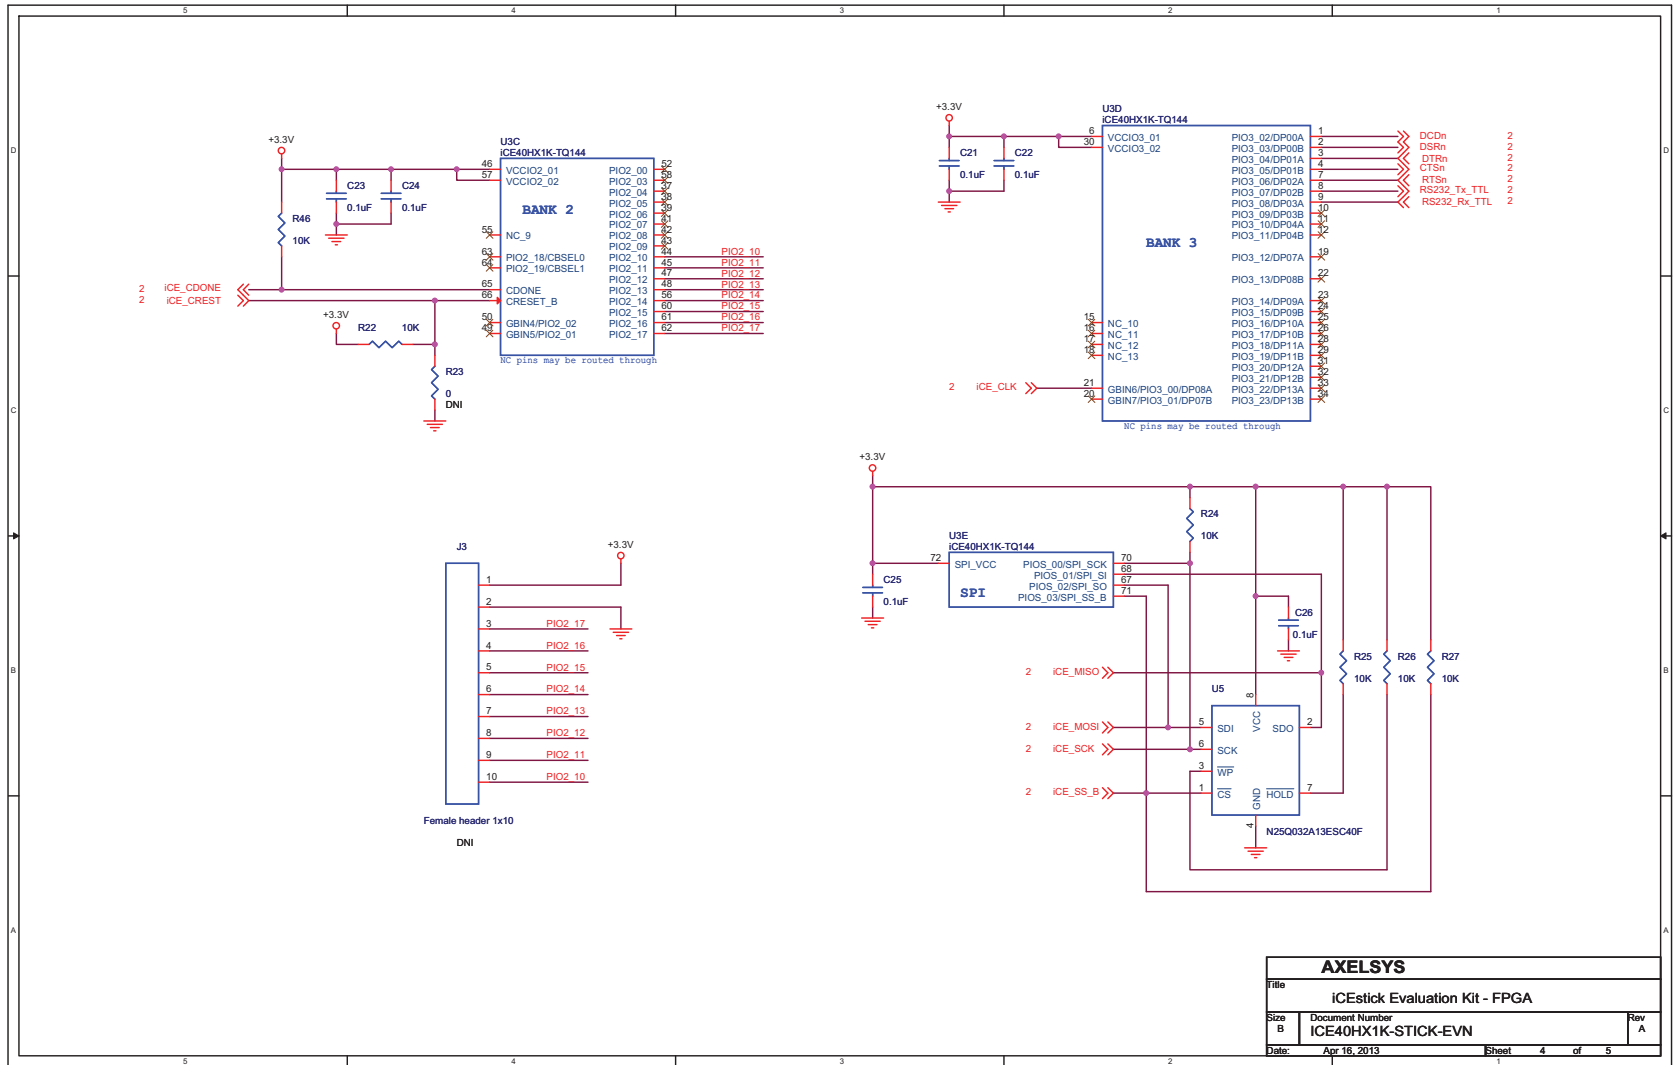 5 4 3 2 1
D
C
B
A
+3.3V
U3C
iCE40HX1K-TQ144
46 VCCIO2_01
57 VCCIO2_02
BANK 2
55 NC_9
63 PIO2_18/CBSEL0
64 PIO2_19/CBSEL1
65 CDONE
66 CRESET_B
50 GBIN4/PIO2_02
49 GBIN5/PIO2_01
PIO2_00 52
PIO2_03 58
PIO2_04 37
PIO2_05 38
PIO2_06 39
PIO2_07 41
PIO2_08 42
PIO2_09 43
PIO2_10 44 PIO2_10
PIO2_11 45 PIO2_11
PIO2_12 47 PIO2_12
PIO2_13 48 PIO2_13
PIO2_14 56 PIO2_14
PIO2_15 60 PIO2_15
PIO2_16 61 PIO2_16
PIO2_17 62 PIO2_17
NC pins may be routed through
C23
0.1uF
C24
0.1uF
R46
10K
2 iCE_CDONE
2 iCE_CREST
+3.3V
R22 10K
R23
0
DNI
+3.3V
C21
0.1uF
C22
0.1uF
U3D
iCE40HX1K-TQ144
6 VCCIO3_01
30 VCCIO3_02
BANK 3
15 NC_10
16 NC_11
17 NC_12
18 NC_13
2 iCE_CLK
21 GBIN6/PIO3_00/DP08A
20 GBIN7/PIO3_01/DP07B
PIO3_02/DP00A 1 DCDn 2
PIO3_03/DP00B 2 DSRn 2
PIO3_04/DP01A 3 DTRn 2
PIO3_05/DP01B 4 CTSn 2
PIO3_06/DP02A 7 RTSn 2
PIO3_07/DP02B 8 RS232_Tx_TTL 2
PIO3_08/DP03A 9 RS232_Rx_TTL 2
PIO3_09/DP03B 10
PIO3_10/DP04A 11
PIO3_11/DP04B 12
PIO3_12/DP07A 19
PIO3_13/DP08B 22
PIO3_14/DP09A 23
PIO3_15/DP09B 24
PIO3_16/DP10A 25
PIO3_17/DP10B 26
PIO3_18/DP11A 28
PIO3_19/DP11B 29
PIO3_20/DP12A 31
PIO3_21/DP12B 32
PIO3_22/DP13A 33
PIO3_23/DP13B 34
NC pins may be routed through
J3
+3.3V
1
2
3 PIO2_17
4 PIO2_16
5 PIO2_15
6 PIO2_14
7 PIO2_13
8 PIO2_12
9 PIO2_11
10 PIO2_10
Female header 1x10
DNI
+3.3V
U3E
iCE40HX1K-TQ144
72 SPI_VCC
SPI
PIOS_00/SPI_SCK 70
PIOS_01/SPI_SI 68
PIOS_02/SPI_SO 67
PIOS_03/SPI_SS_B 71
C25
0.1uF
R24
10K
C26
0.1uF
R25
10K
R26
10K
R27
10K
2 iCE_MISO
2 iCE_MOSI
2 iCE_SCK
2 iCE_SS_B
U5
8 VCC
5 SDI
6 SCK
3 WP
1 CS
SDO 2
HOLD 7
GND 4
N25Q032A13ESC40F
AXELSYS
Title
iCEstick Evaluation Kit - FPGA
Size Document Number Rev
B ICE40HX1K-STICK-EVN A
Date: Apr 16, 2013 Sheet 4 of 5
D
C
B
A
5 4 3 2 1